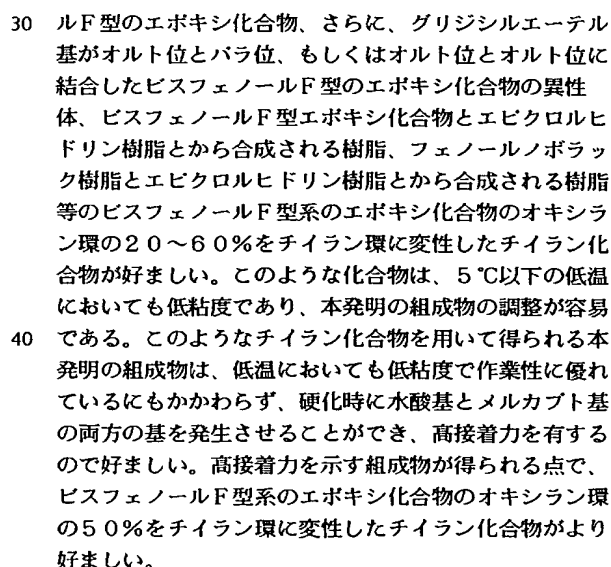 30 ルF型のエポキシ化合物、さらに、グリジシルエーテル
基がオルト位とパラ位、もしくはオルト位とオルト位に
結合したビスフェノールF型のエポキシ化合物の異性
体、ビスフェノールF型エポキシ化合物とエピクロルヒ
ドリン樹脂とから合成される樹脂、フェノールノボラッ
ク樹脂とエピクロルヒドリン樹脂とから合成される樹脂
等のビスフェノールF型系のエポキシ化合物のオキシラ
ン環の20〜60%をチイラン環に変性したチイラン化
合物が好ましい。このような化合物は、5℃以下の低温
においても低粘度であり、本発明の組成物の調整が容易
40 である。このようなチイラン化合物を用いて得られる本
発明の組成物は、低温においても低粘度で作業性に優れ
ているにもかかわらず、硬化時に水酸基とメルカプト基
の両方の基を発生させることができ、高接着力を有する
ので好ましい。高接着力を示す組成物が得られる点で、
ビスフェノールF型系のエポキシ化合物のオキシラン環
の50%をチイラン環に変性したチイラン化合物がより
好ましい。